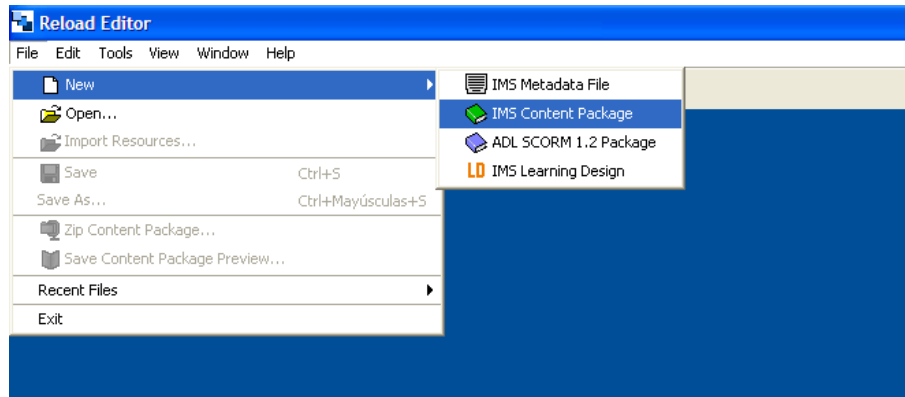 Reload Editor
File Edit Tools View Window Help
New
Open...
Import Resources...
Save Ctrl+S
Save As... Ctrl+Mayúsculas+S
Zip Content Package...
Save Content Package Preview...
Recent Files
Exit
IMS Metadata File
IMS Content Package
ADL SCORM 1.2 Package
LD IMS Learning Design